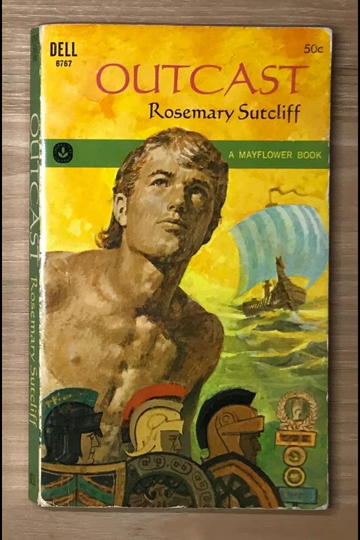 DELL
6767
50c
OUTCAST
Rosemary Sutcliff
A MAYFLOWER BOOK
OUTCAST Rosemary Sutcliff